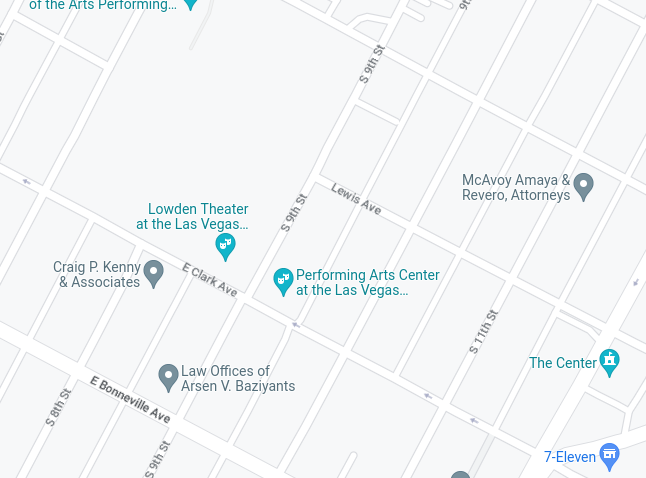 of the Arts Performing...
S 9th St
McAvoy Amaya &
Revero, Attorneys
Lewis Ave
Lowden Theater
at the Las Vegas...
S 9th St
Craig P. Kenny
& Associates
E Clark Ave
Performing Arts Center
at the Las Vegas...
S 11th St
The Center
Law Offices of
Arsen V. Baziyants
E Bonneville Ave
S 8th St
S 9th St
7-Eleven